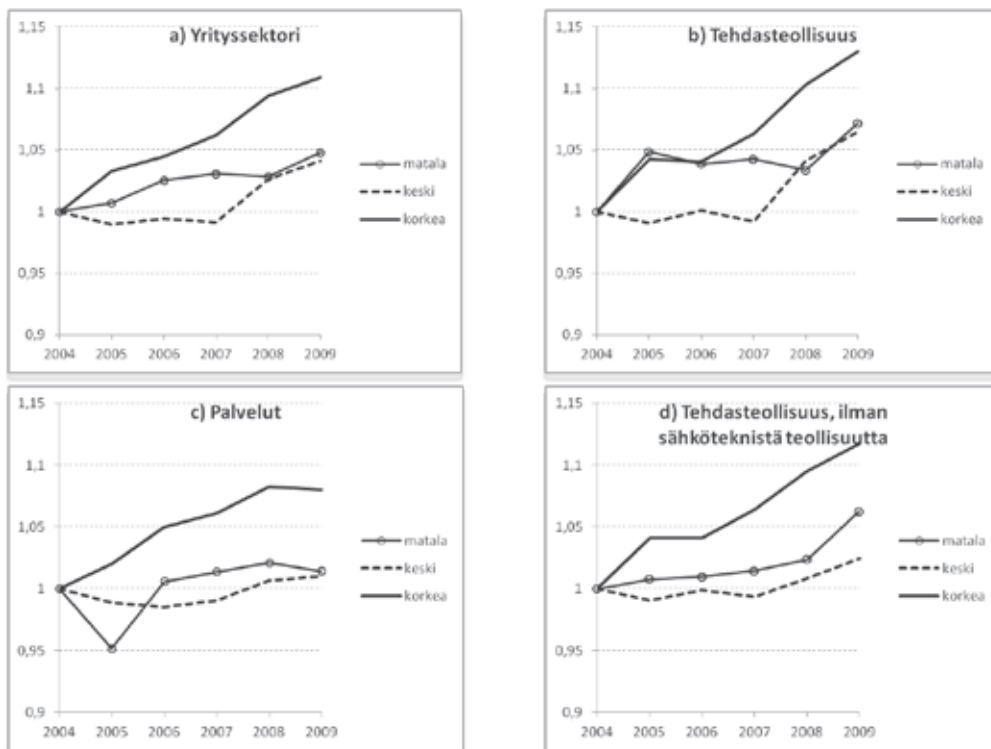 a) Yrityssektori
1,15
1,1
1,05
1
0,95
0,9
2004 2005 2006 2007 2008 2009
matala
keski
korkea
b) Tehdasteollisuus
1,15
1,1
1,05
1
0,95
0,9
2004 2005 2006 2007 2008 2009
matala
keski
korkea
c) Palvelut
1,15
1,1
1,05
1
0,95
0,9
2004 2005 2006 2007 2008 2009
matala
keski
korkea
d) Tehdasteollisuus, ilman
sähköteknistä teollisuutta
1,15
1,1
1,05
1
0,95
0,9
2004 2005 2006 2007 2008 2009
matala
keski
korkea